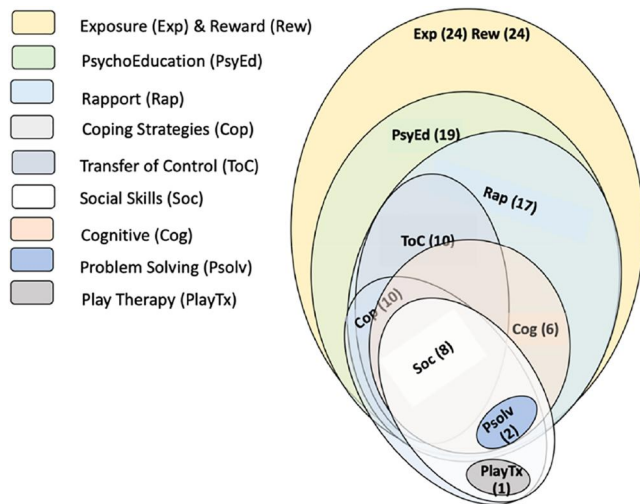 Exposure (Exp) & Reward (Rew)
PsychoEducation (PsyEd)
Rapport (Rap)
Coping Strategies (Cop)
Transfer of Control (ToC)
Social Skills (Soc)
Cognitive (Cog)
Problem Solving (Psolv)
Play Therapy (PlayTx)
Exp (24) Rew (24)
PsyEd (19)
Rap (17)
ToC (10)
Cop (10)
Cog (6)
Soc (8)
Psolv
(2)
PlayTx
(1)